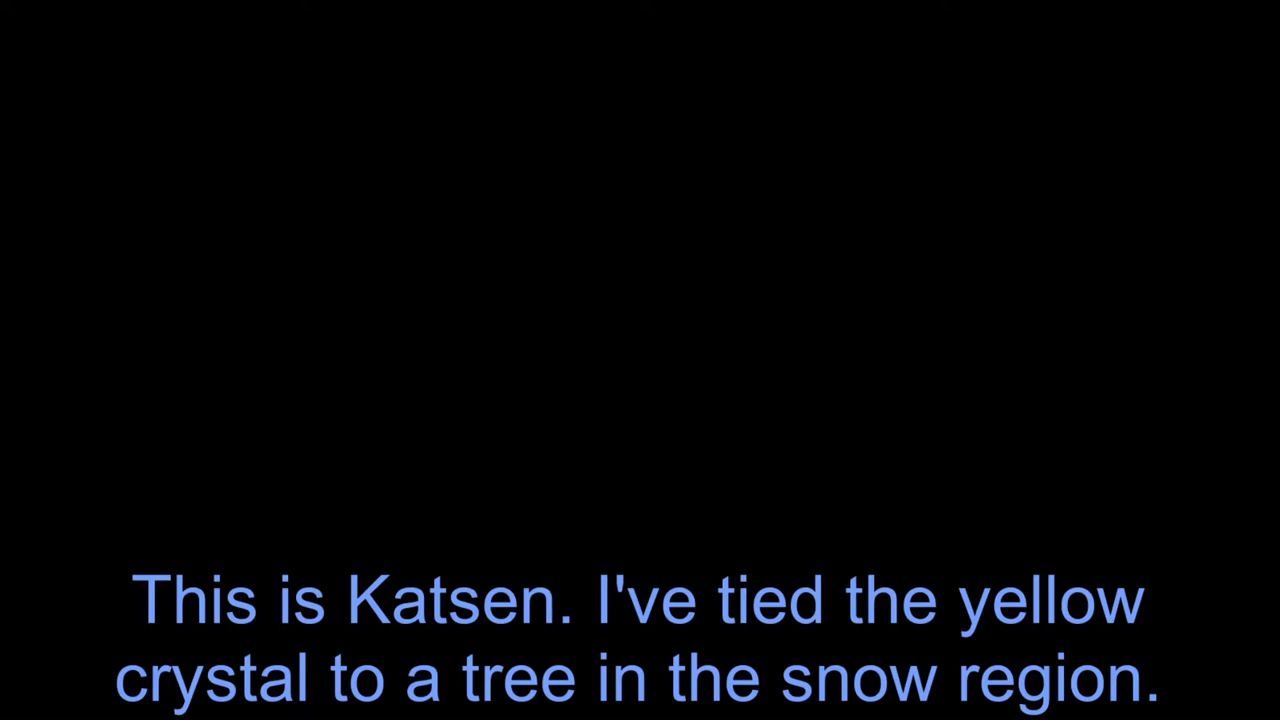 This is Katsen. I've tied the yellow
crystal to a tree in the snow region.